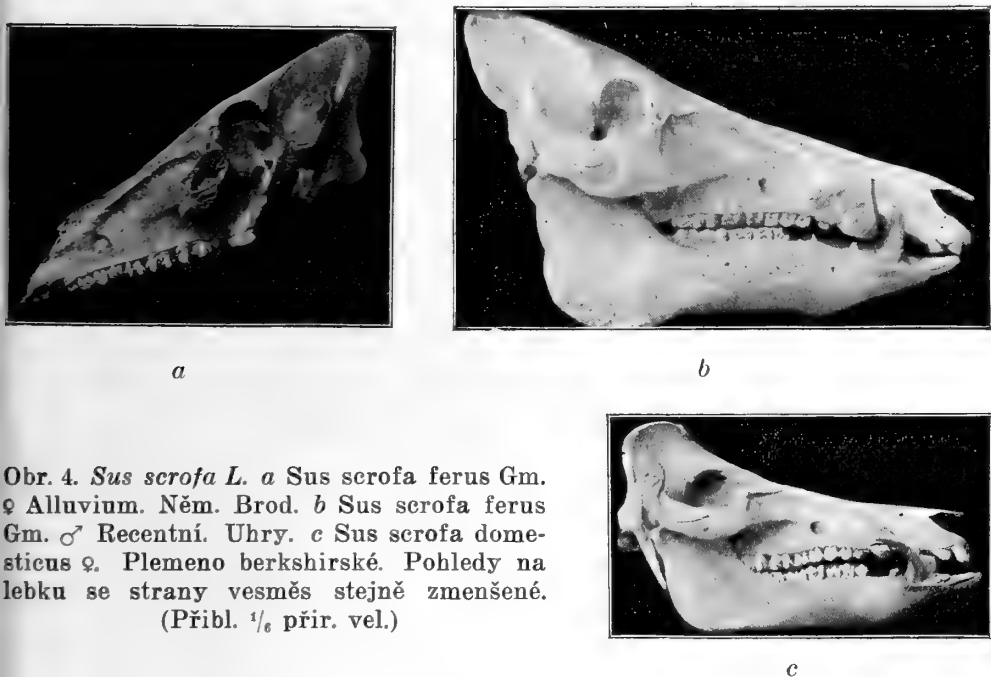 a
b
Obr. 4. Sus scrofa L. a Sus scrofa ferus Gm.
♀ Alluvium. Něm. Brod. b Sus scrofa ferus
Gm. ♂ Recentní. Uhry. c Sus scrofa dome-
sticus ♀. Plemeno berkshirské. Pohledy na
lebku se strany vesměs stejně zmenšené.
(Přibl. ¹/₆ přir. vel.)
c